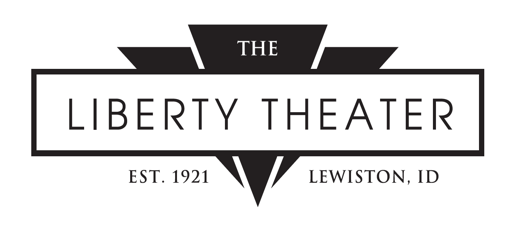 THE
LIBERTY THEATER
EST. 1921 LEWISTON, ID